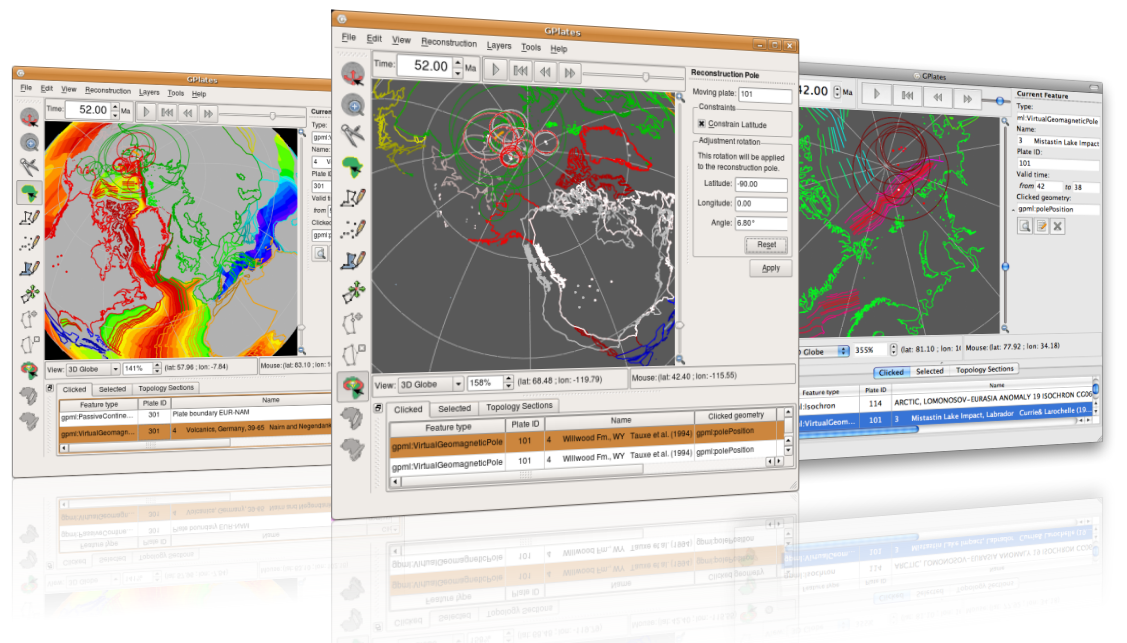 GPlates
File Edit View Reconstruction Layers Tools Help
Time: 52.00 Ma
Current
Type:
gpml:V
Name:
4 V
Plate ID
301
Valid ti
from
Clicked
gpml:p
View: 3D Globe 141% (lat: 57.96 ; lon: -7.84) Mouse: (lat: 83.10 ; lon:
Clicked Selected Topology Sections
Feature type Plate ID Name
gpml:PassiveContine... 301 Plate boundary EUR-NAM
gpml:VirtualGeomagn... 301 4 Volcanics, Germany, 39-65 Nairn and Negendank
GPlates
File Edit View Reconstruction Layers Tools Help
Time: 52.00 Ma
Reconstruction Pole
Moving plate: 101
Constraints
Constrain Latitude
Adjustment rotation
This rotation will be applied
to the reconstruction pole.
Latitude: -90.00
Longitude: 0.00
Angle: 6.80°
Reset
Apply
View: 3D Globe 158% (lat: 68.48 ; lon: -119.79) Mouse: (lat: 42.40 ; lon: -115.55)
Clicked Selected Topology Sections
Feature type Plate ID Name Clicked geometry
gpml:VirtualGeomagneticPole 101 4 Willwood Fm., WY Tauxe et al. (1994) gpml:polePosition
gpml:VirtualGeomagneticPole 101 4 Willwood Fm., WY Tauxe et al. (1994) gpml:polePosition
GPlates
42.00 Ma
Current Feature
Type:
ml:VirtualGeomagneticPole
Name:
3 Mistastin Lake Impact
Plate ID:
101
Valid time:
from 42 to 38
Clicked geometry:
gpml:polePosition
D Globe 355% (lat: 81.10 ; lon: 1( Mouse: (lat: 77.92 ; lon: 34.18)
Clicked Selected Topology Sections
Feature type Plate ID Name
ml:Isochron 114 ARCTIC, LOMONOSOV-EURASIA ANOMALY 19 ISOCHRON CG06
ml:VirtualGeom... 101 3 Mistastin Lake Impact, Labrador Currie& Larochelle (19...